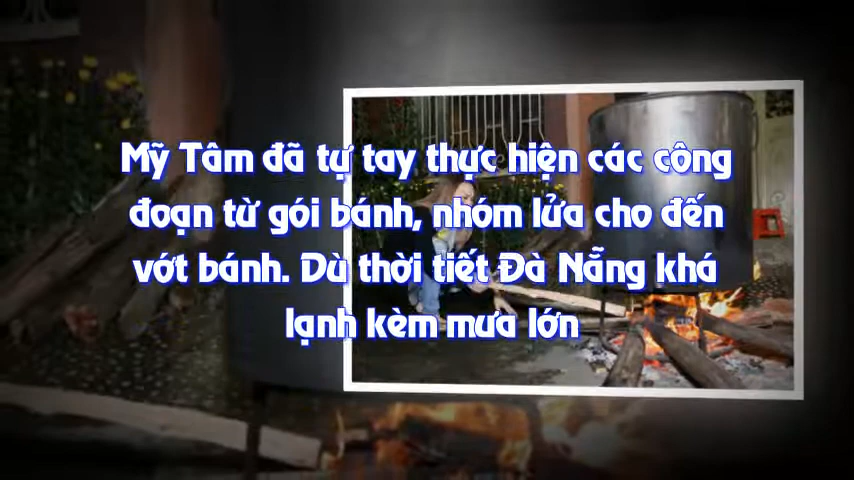 Mỹ Tâm đã tự tay thực hiện các công
đoạn từ gói bánh, nhóm lửa cho đến
vớt bánh. Dù thời tiết Đà Nẵng khá
lạnh kèm mưa lớn